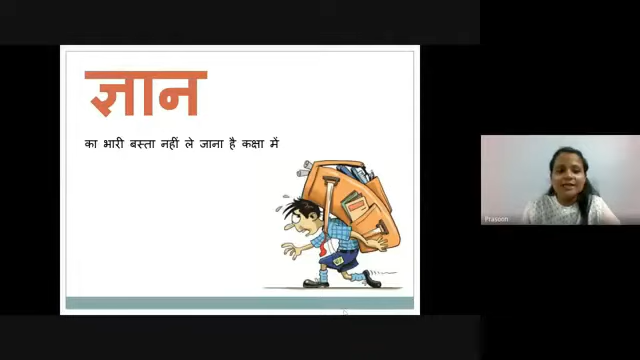 ज्ञान
का भारी बस्ता नहीं ले जाना है कक्षा में
Prasoon